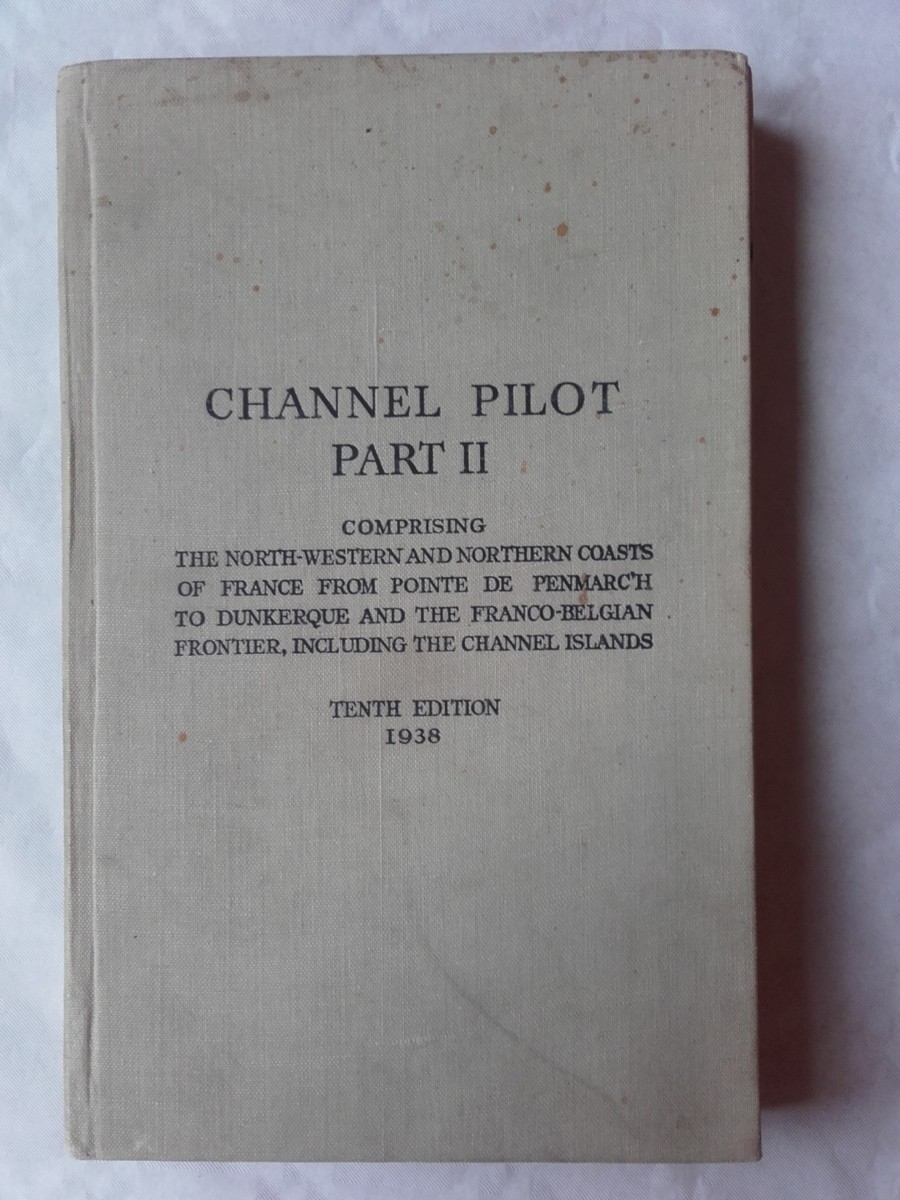 CHANNEL PILOT
PART II
COMPRISING
THE NORTH-WESTERN AND NORTHERN COASTS
OF FRANCE FROM POINTE DE PENMARC'H
TO DUNKERQUE AND THE FRANCO-BELGIAN
FRONTIER, INCLUDING THE CHANNEL ISLANDS
TENTH EDITION
1938